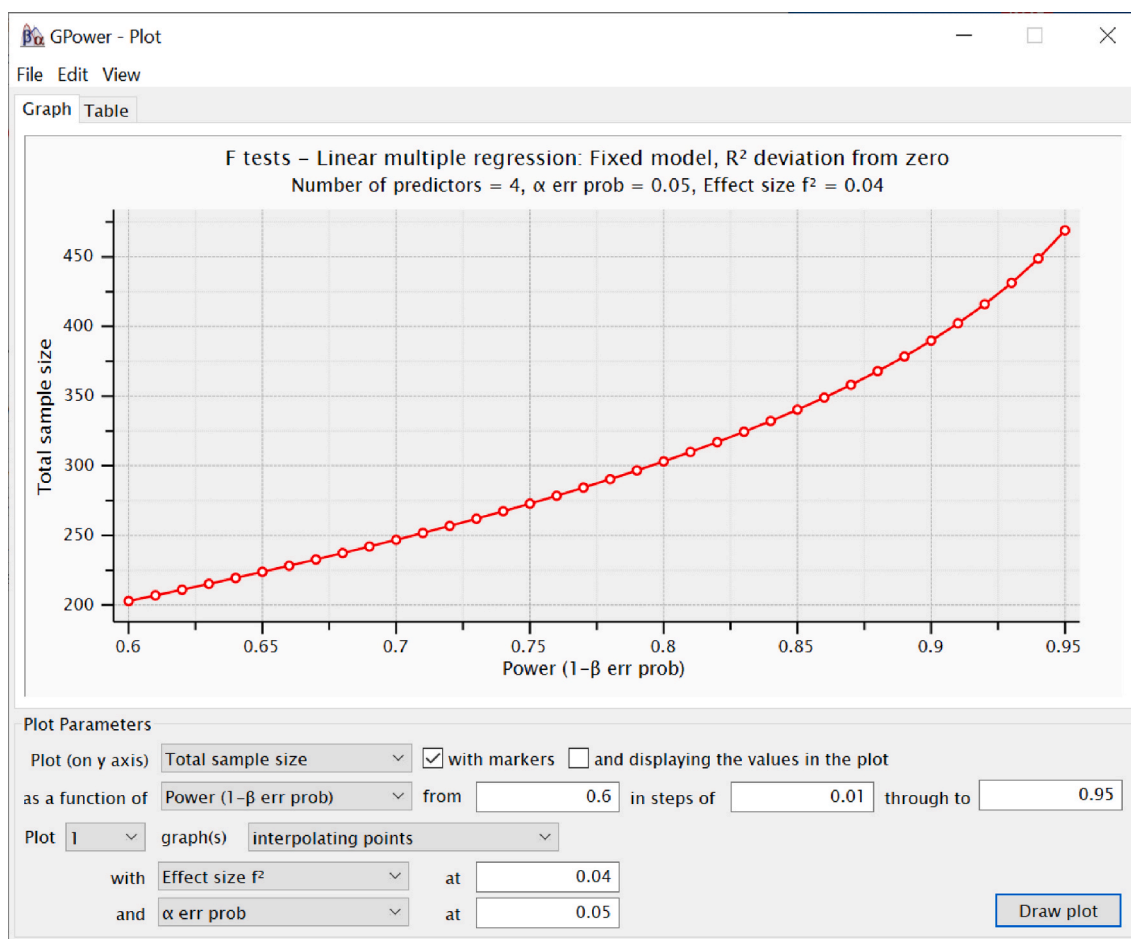 GPower - Plot
File Edit View
Graph Table
F tests – Linear multiple regression: Fixed model, R² deviation from zero
Number of predictors = 4, α err prob = 0.05, Effect size f² = 0.04
Total sample size
450
400
350
300
250
200
0.6 0.65 0.7 0.75 0.8 0.85 0.9 0.95
Power (1–β err prob)
Plot Parameters
Plot (on y axis) Total sample size with markers and displaying the values in the plot
as a function of Power (1–β err prob) from 0.6 in steps of 0.01 through to 0.95
Plot 1 graph(s) interpolating points
with Effect size f² at 0.04
and α err prob at 0.05
Draw plot